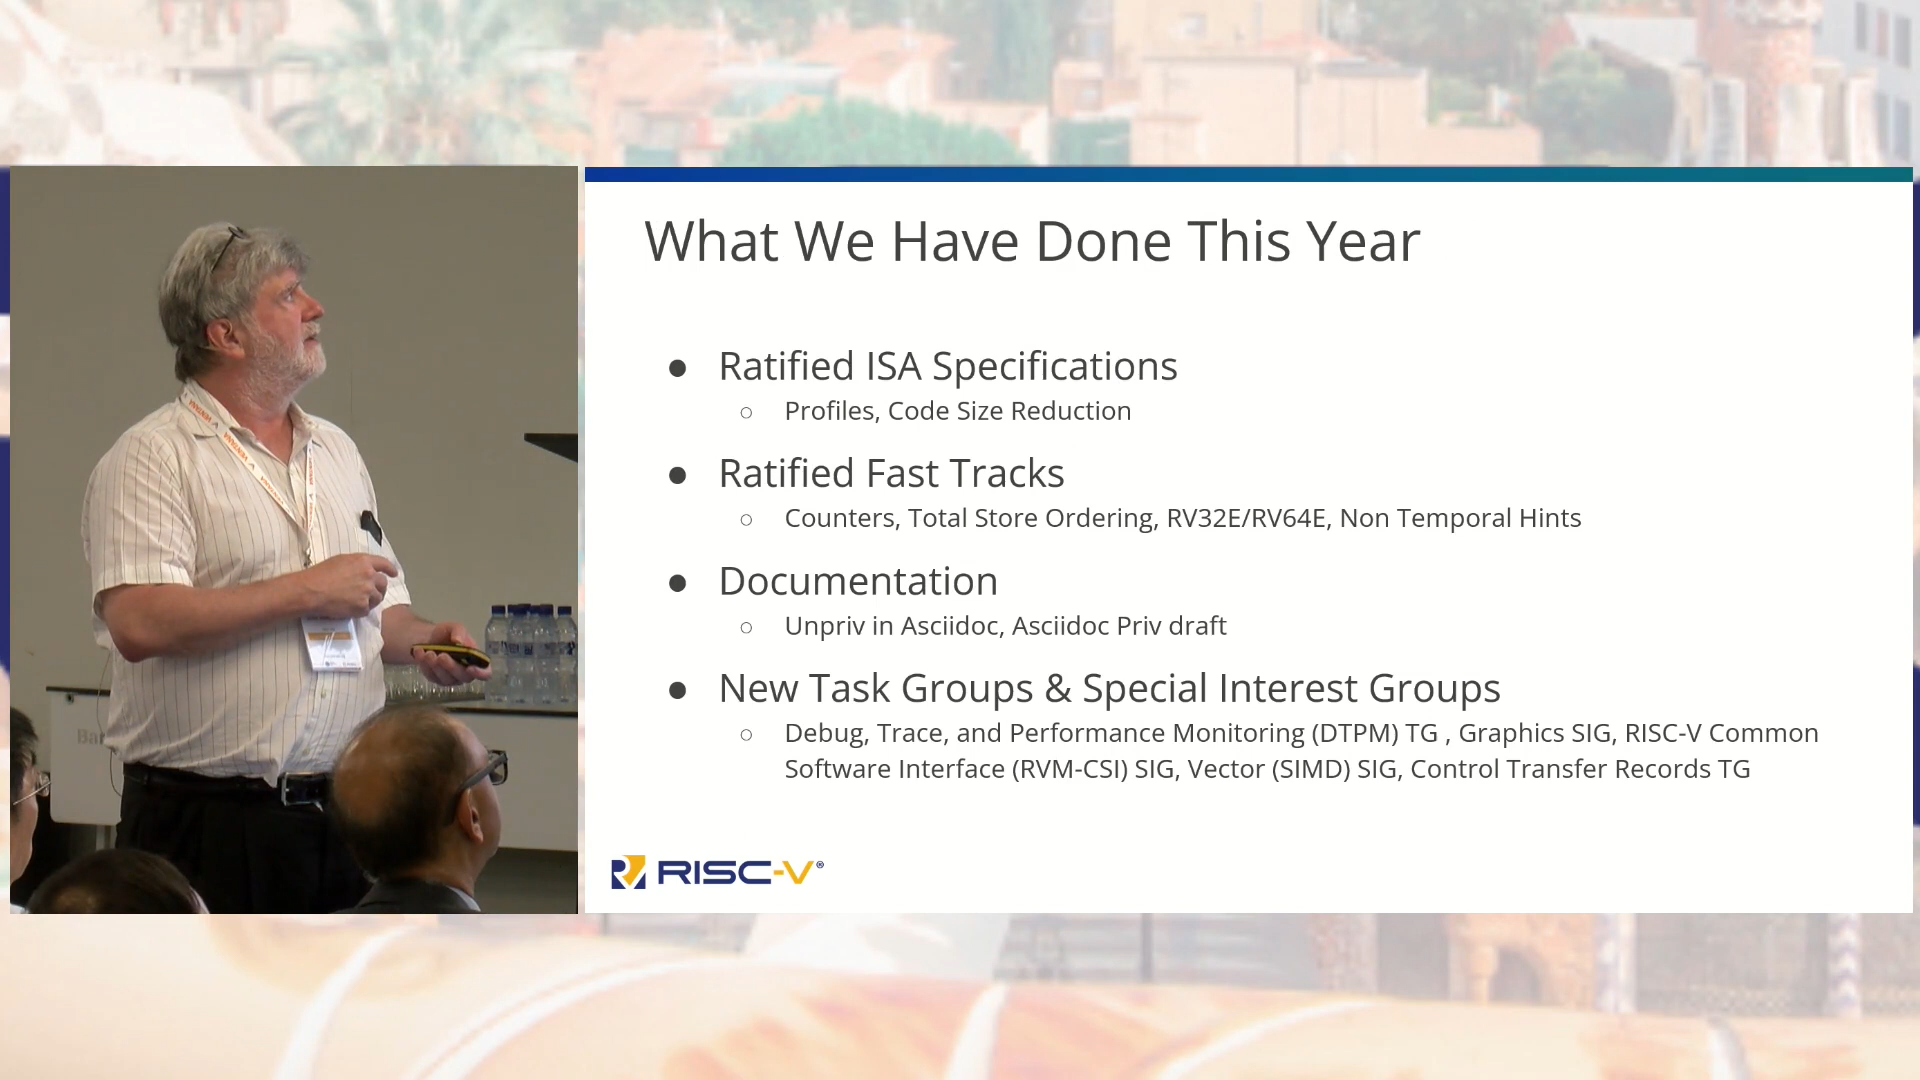 What We Have Done This Year
● Ratified ISA Specifications
○ Profiles, Code Size Reduction
● Ratified Fast Tracks
○ Counters, Total Store Ordering, RV32E/RV64E, Non Temporal Hints
● Documentation
○ Unpriv in Asciidoc, Asciidoc Priv draft
● New Task Groups & Special Interest Groups
○ Debug, Trace, and Performance Monitoring (DTPM) TG , Graphics SIG, RISC-V Common
Software Interface (RVM-CSI) SIG, Vector (SIMD) SIG, Control Transfer Records TG
RISC-V®